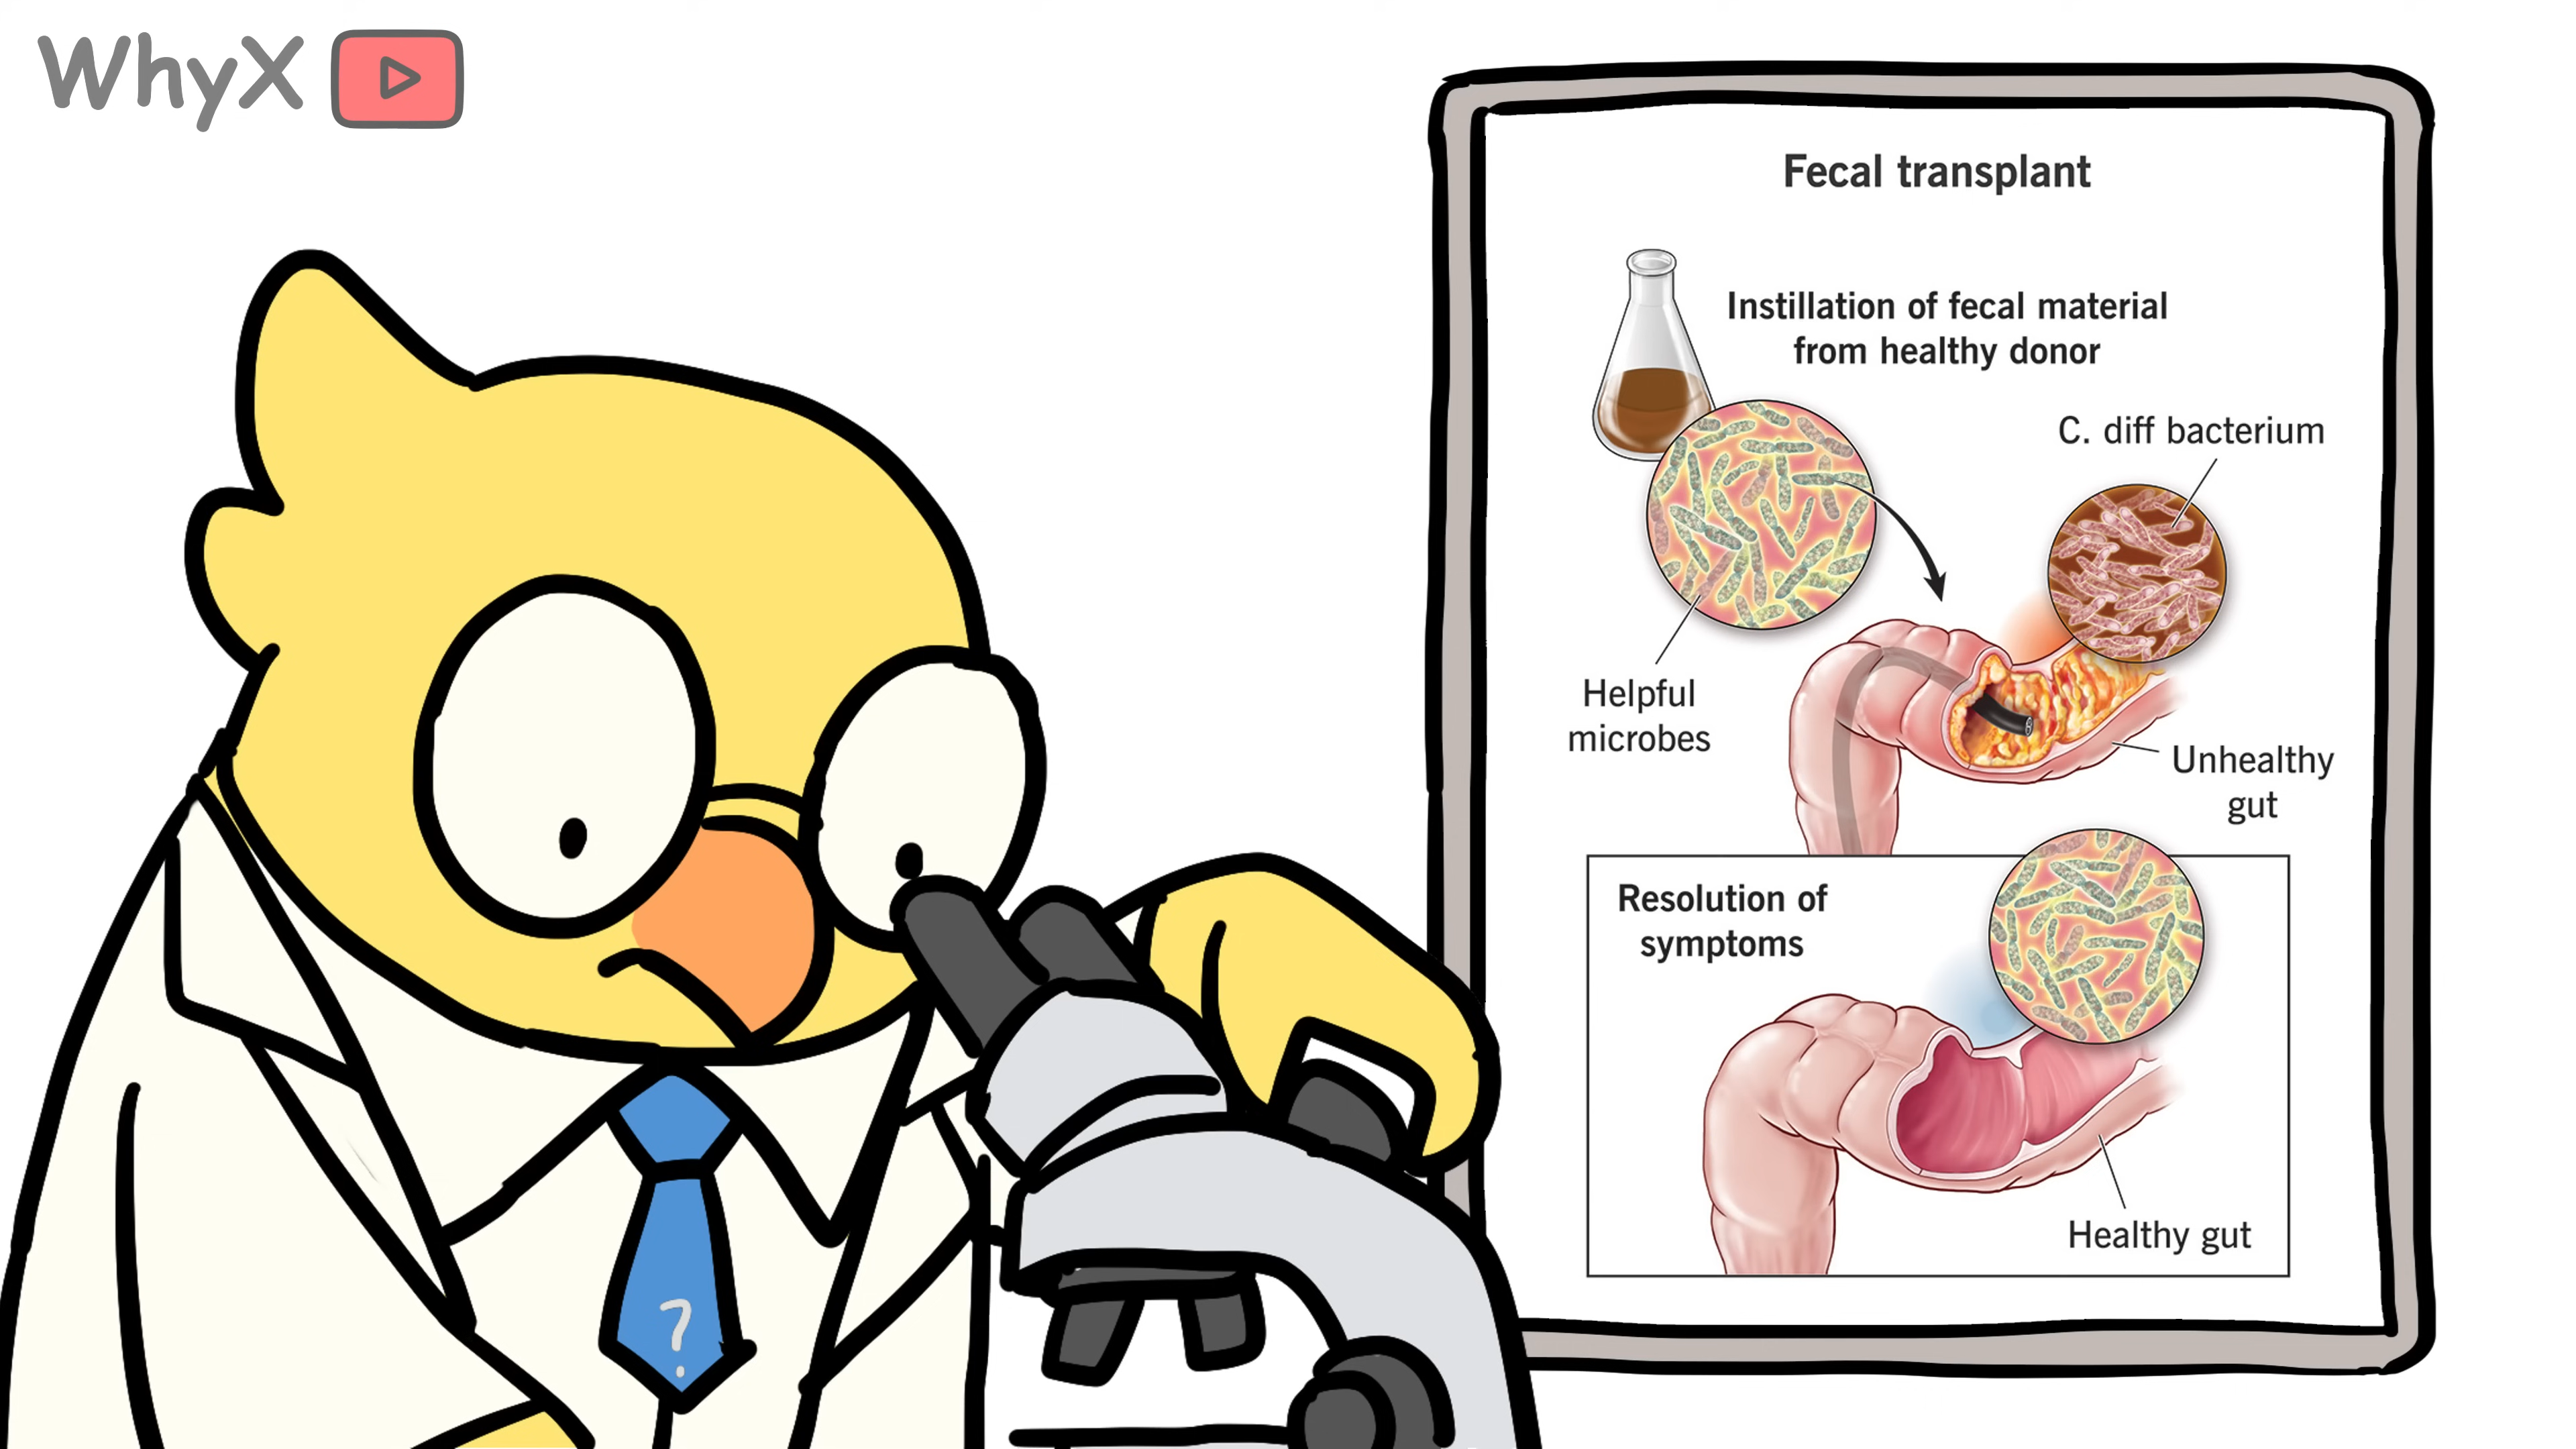 WhyX
Fecal transplant
Instillation of fecal material
from healthy donor
C. diff bacterium
Helpful
microbes
Unhealthy
gut
Resolution of
symptoms
Healthy gut
?